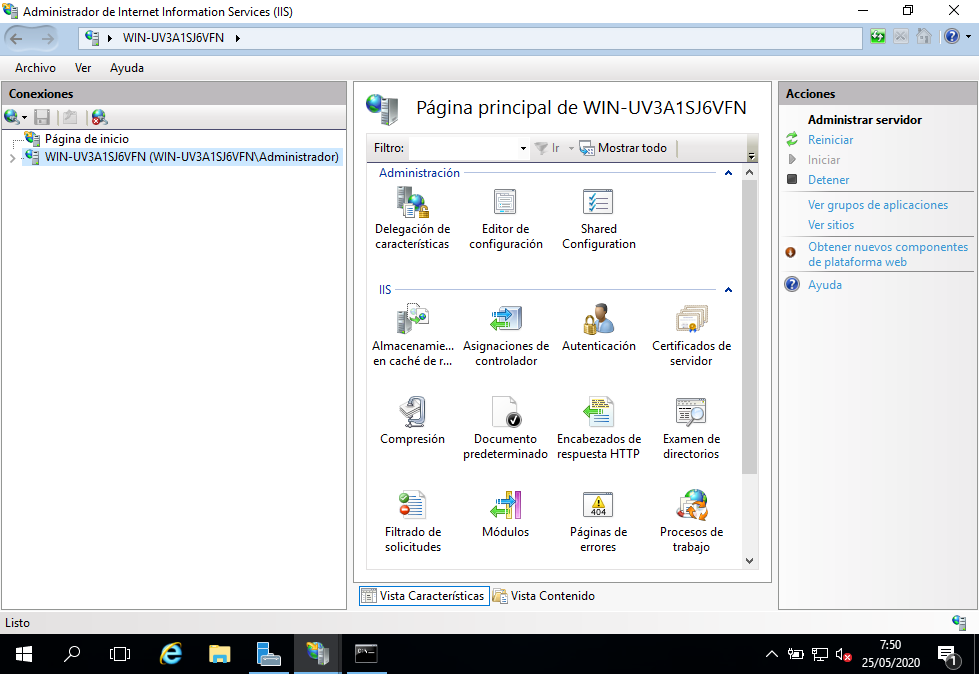 Administrador de Internet Information Services (IIS)
WIN-UV3A1SJ6VFN
Archivo Ver Ayuda
Conexiones
Página de inicio
WIN-UV3A1SJ6VFN (WIN-UV3A1SJ6VFN\Administrador)
Página principal de WIN-UV3A1SJ6VFN
Filtro: Ir Mostrar todo
Administración
Delegación de
características
Editor de
configuración
Shared
Configuration
IIS
Almacenamie...
en caché de r...
Asignaciones de
controlador
Autenticación
Certificados de
servidor
Compresión
Documento
predeterminado
Encabezados de
respuesta HTTP
Examen de
directorios
Filtrado de
solicitudes
Módulos
404
Páginas de
errores
Procesos de
trabajo
Vista Características Vista Contenido
Acciones
Administrar servidor
Reiniciar
Iniciar
Detener
Ver grupos de aplicaciones
Ver sitios
Obtener nuevos componentes
de plataforma web
Ayuda
Listo
7:50
25/05/2020
1